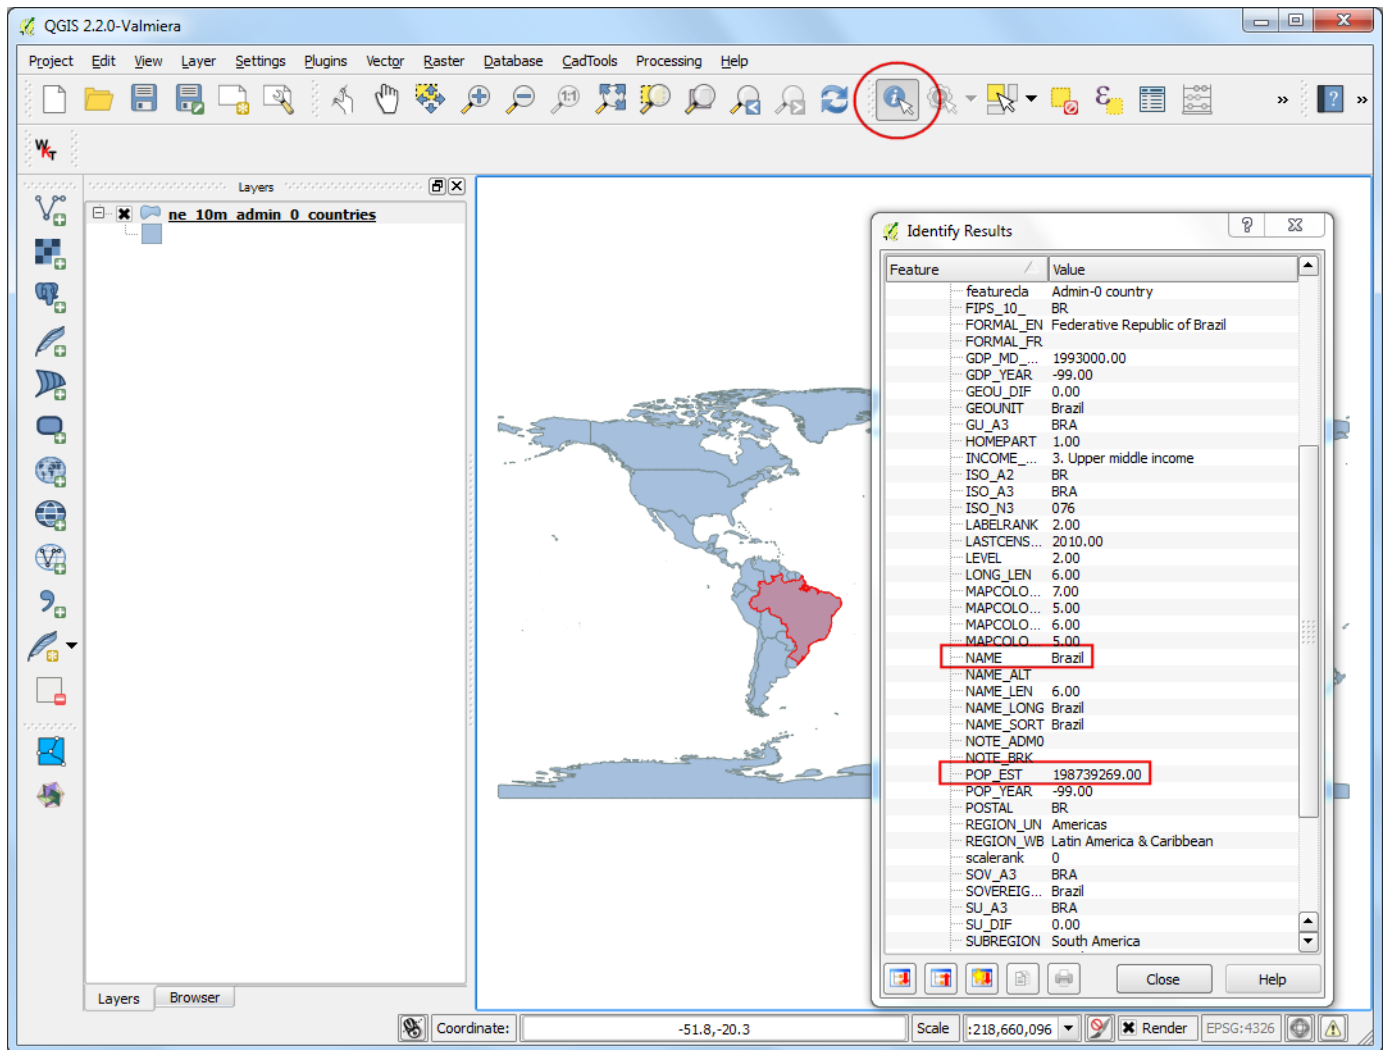 QGIS 2.2.0-Valmiera
Project Edit View Layer Settings Plugins Vector Raster Database CadTools Processing Help
1:1
»
?
»
WKT
Layers
ne_10m_admin_0_countries
Identify Results
Feature Value
featurecla Admin-0 country
FIPS_10_ BR
FORMAL_EN Federative Republic of Brazil
FORMAL_FR
GDP_MD_... 1993000.00
GDP_YEAR -99.00
GEOU_DIF 0.00
GEOUNIT Brazil
GU_A3 BRA
HOMEPART 1.00
INCOME_... 3. Upper middle income
ISO_A2 BR
ISO_A3 BRA
ISO_N3 076
LABELRANK 2.00
LASTCENS... 2010.00
LEVEL 2.00
LONG_LEN 6.00
MAPCOLO... 7.00
MAPCOLO... 5.00
MAPCOLO... 6.00
MAPCOLO... 5.00
NAME Brazil
NAME_ALT
NAME_LEN 6.00
NAME_LONG Brazil
NAME_SORT Brazil
NOTE_ADM0
NOTE_BRK
POP_EST 198739269.00
POP_YEAR -99.00
POSTAL BR
REGION_UN Americas
REGION_WB Latin America & Caribbean
scalerank 0
SOV_A3 BRA
SOVEREIG... Brazil
SU_A3 BRA
SU_DIF 0.00
SUBREGION South America
Close Help
Layers Browser
Coordinate: -51.8,-20.3 Scale :218,660,096 Render EPSG:4326